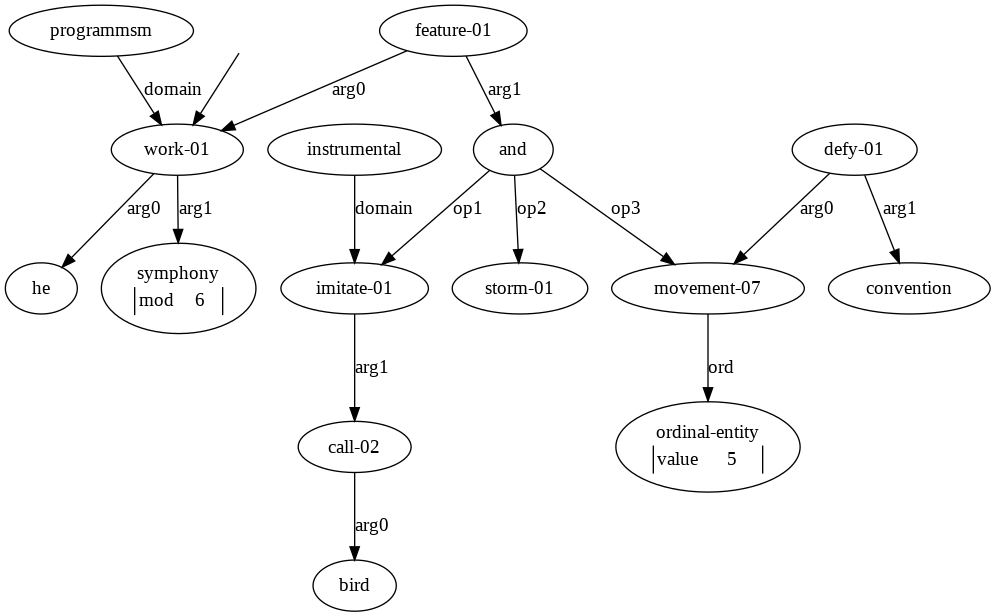 programmsm
feature-01
domain
arg0
arg1
work-01
instrumental
and
defy-01
arg0
arg1
domain
op1
op2
op3
arg0
arg1
he
symphony
mod 6
imitate-01
storm-01
movement-07
convention
arg1
ord
call-02
ordinal-entity
value 5
arg0
bird